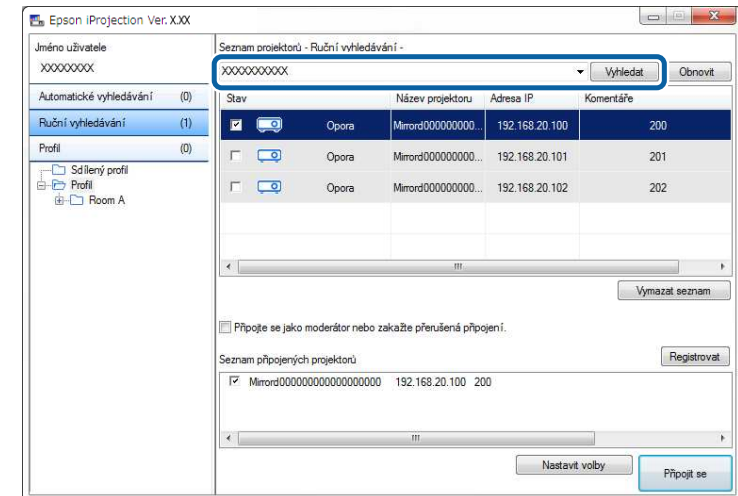 Epson iProjection Ver. X.XX
Jméno uživatele
XXXXXXXX
Automatické vyhledávání (0)
Ruční vyhledávání (1)
Profil (0)
Sdílený profil
Profil
Room A
Seznam projektorů - Ruční vyhledávání -
XXXXXXXXXX Vyhledat Obnovit
Stav Název projektoru Adresa IP Komentáře
Opora Mirrord000000000... 192.168.20.100 200
Opora Mirrord000000000... 192.168.20.101 201
Opora Mirrord000000000... 192.168.20.102 202
Vymazat seznam
Připojte se jako moderátor nebo zakažte přerušená připojení.
Seznam připojených projektorů Registrovat
Mirrord000000000000000000 192.168.20.100 200
Nastavit volby Připojit se